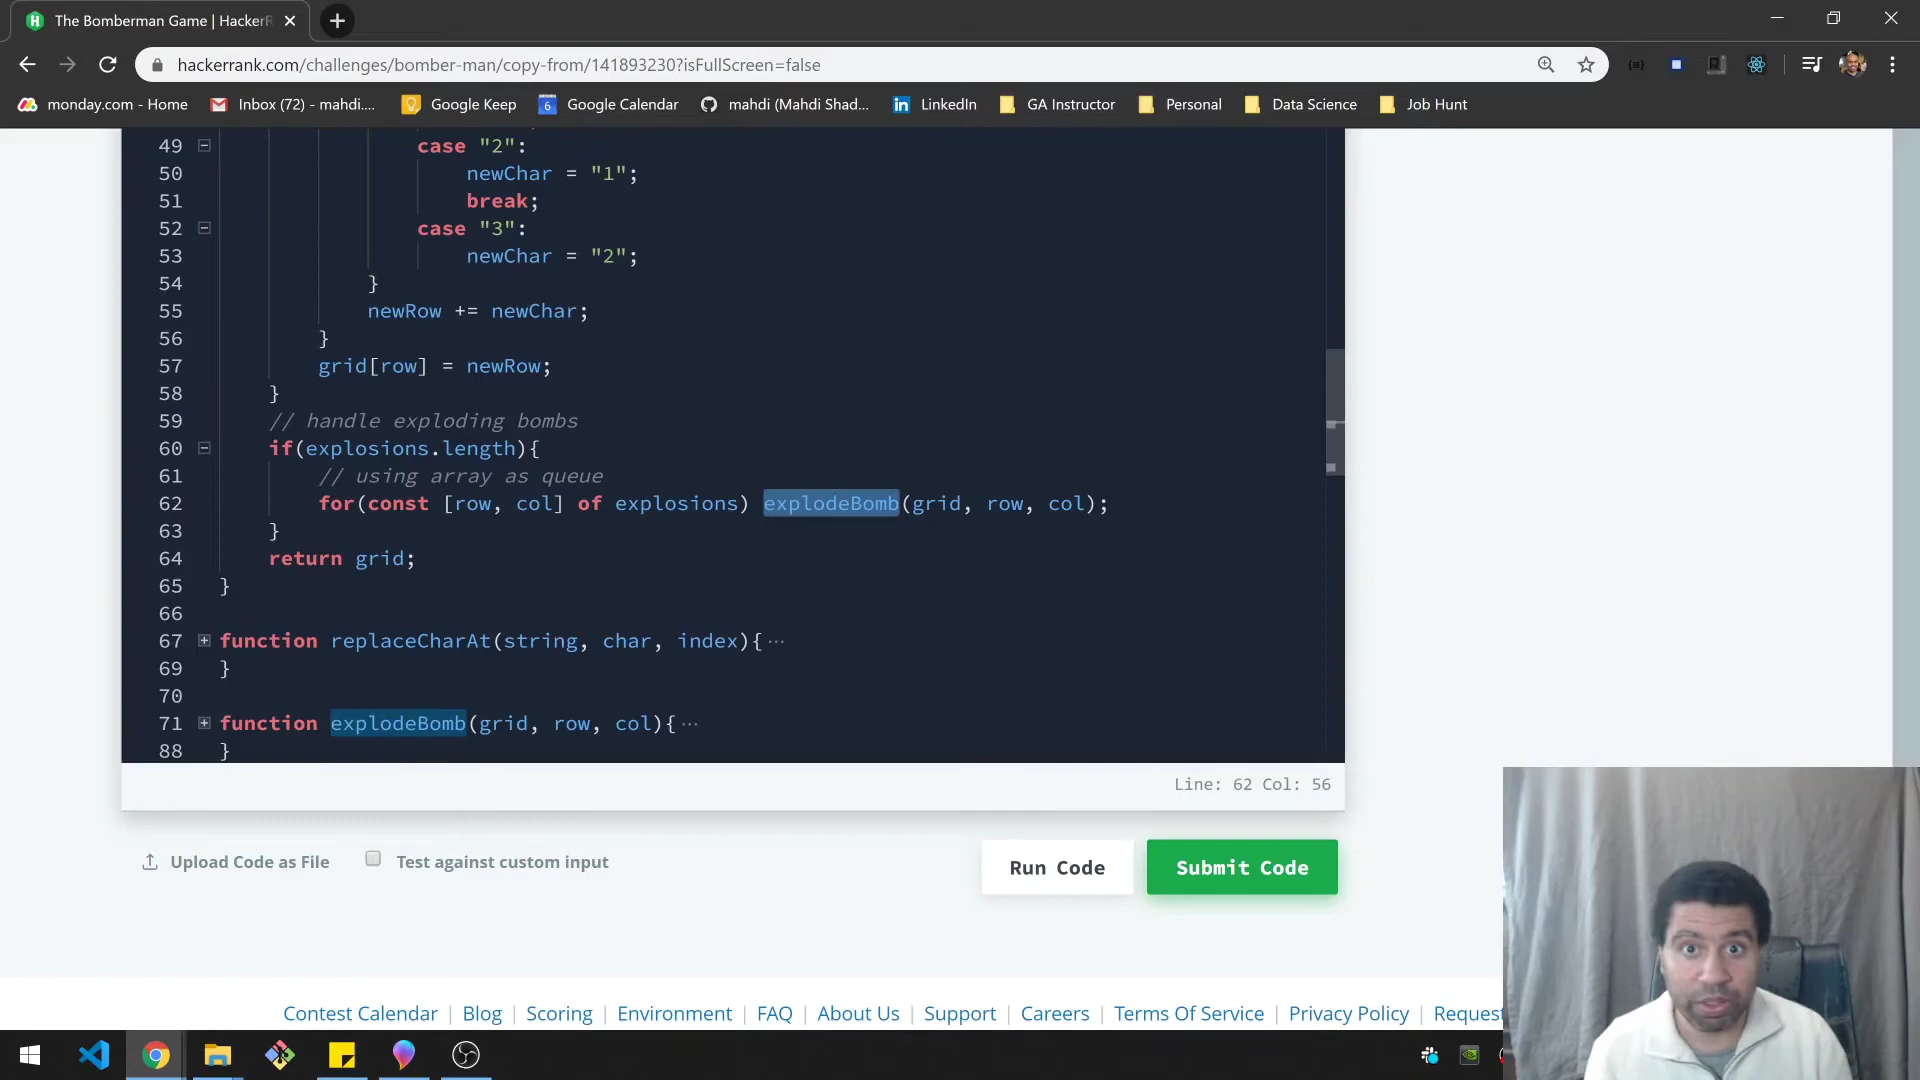 The Bomberman Game | HackerR
hackerrank.com/challenges/bomber-man/copy-from/141893230?isFullScreen=false
monday.com - Home
Inbox (72) - mahdi....
Google Keep
6
Google Calendar
mahdi (Mahdi Shad...
LinkedIn
GA Instructor
Personal
Data Science
Job Hunt
49 case "2":
50 newChar = "1";
51 break;
52 case "3":
53 newChar = "2";
54 }
55 newRow += newChar;
56 }
57 grid[row] = newRow;
58 }
59 // handle exploding bombs
60 if(explosions.length){
61 // using array as queue
62 for(const [row, col] of explosions) explodeBomb(grid, row, col);
63 }
64 return grid;
65 }
66
67 function replaceCharAt(string, char, index){···
69 }
70
71 function explodeBomb(grid, row, col){···
88 }
Line: 62 Col: 56
Upload Code as File
Test against custom input
Run Code
Submit Code
Contest Calendar | Blog | Scoring | Environment | FAQ | About Us | Support | Careers | Terms Of Service | Privacy Policy | Request